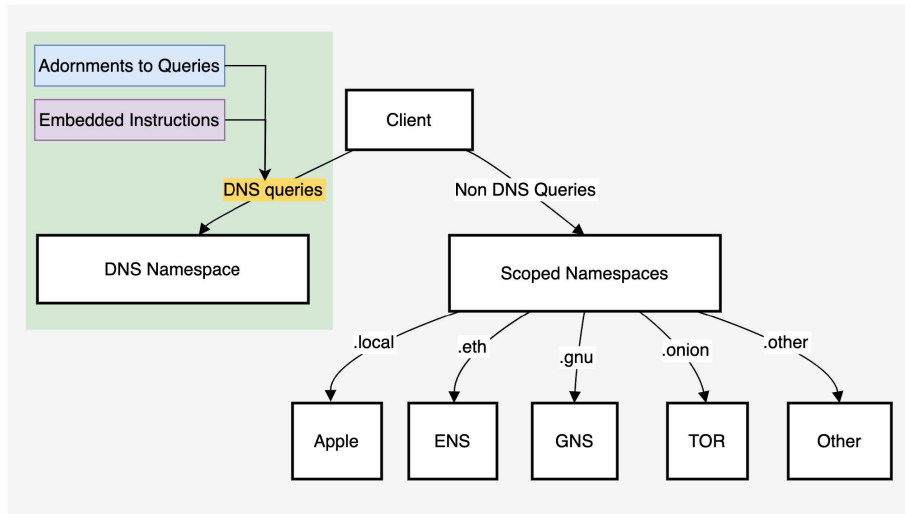 Adornments to Queries
Embedded Instructions
Client
DNS queries
Non DNS Queries
DNS Namespace
Scoped Namespaces
.local
.eth
.gnu
.onion
.other
Apple
ENS
GNS
TOR
Other